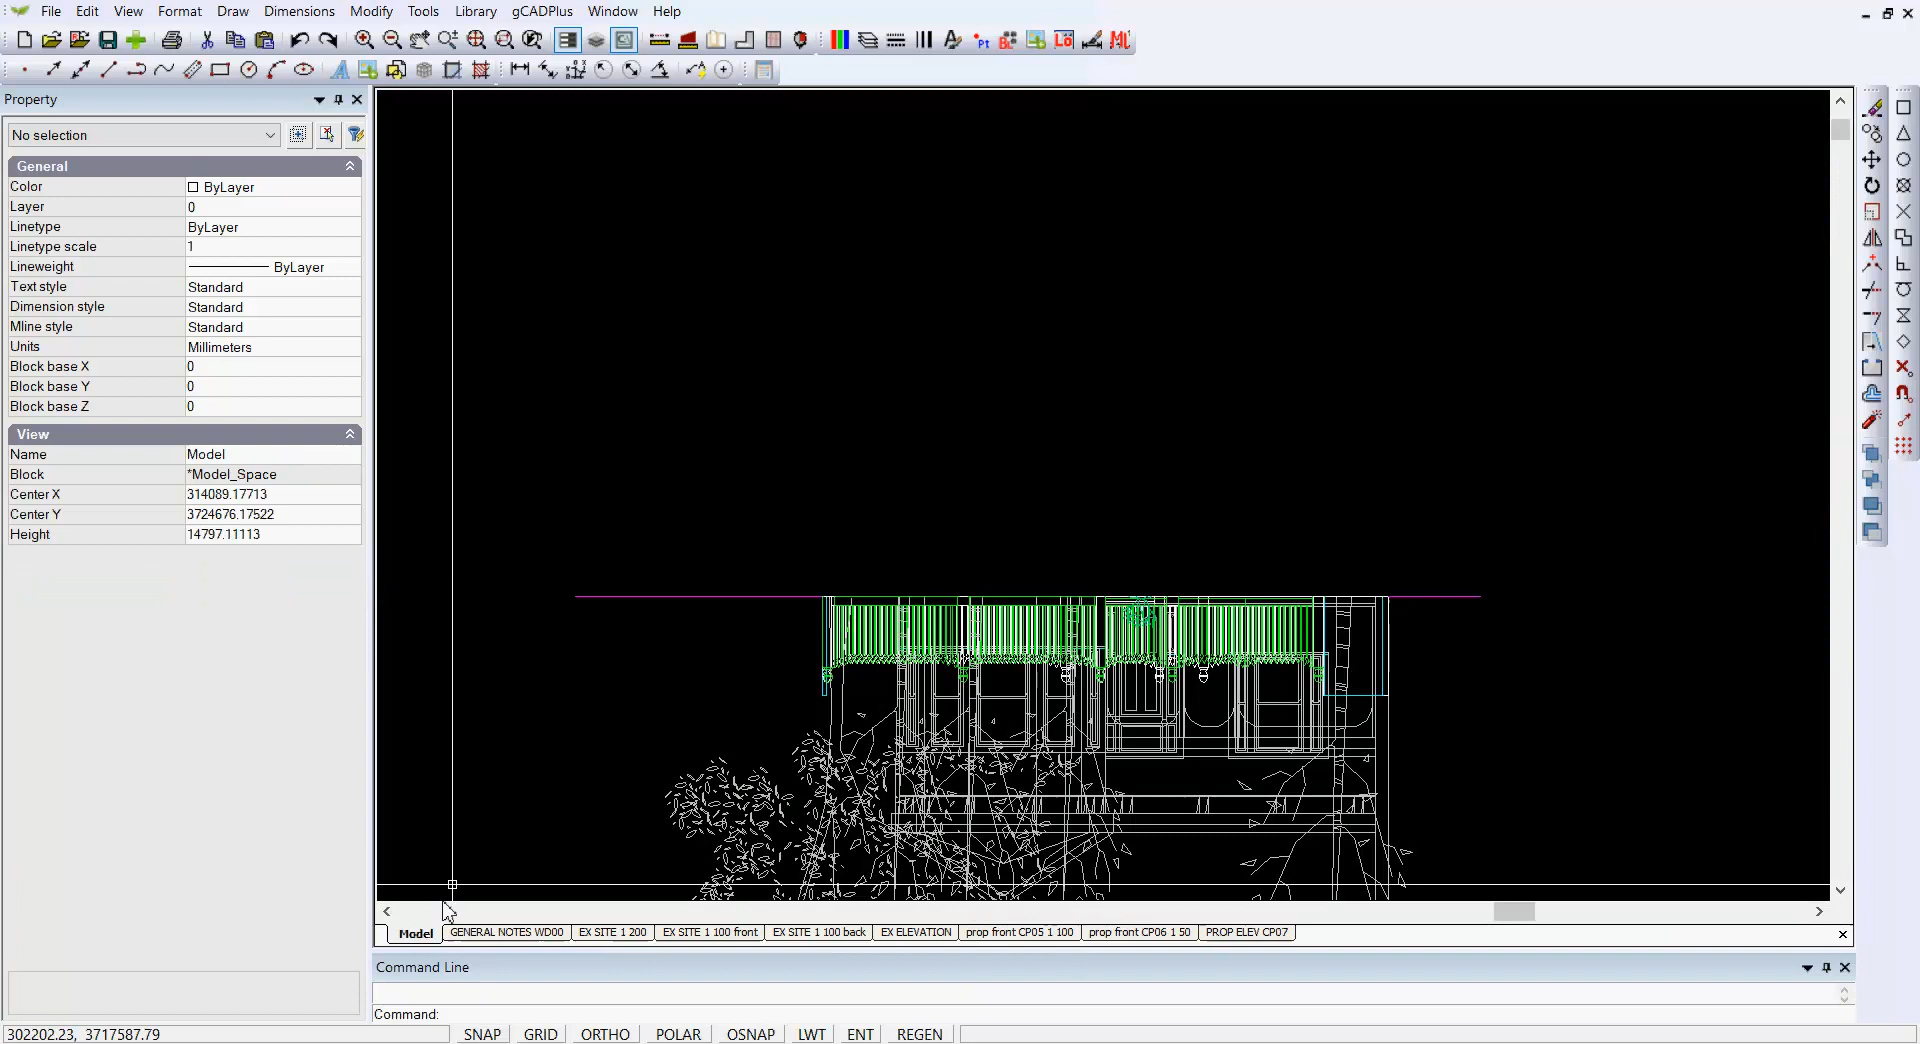 File Edit View Format Draw Dimensions Modify Tools Library gCADPlus Window Help
Pt
Property
No selection
General
Color ByLayer
Layer 0
Linetype ByLayer
Linetype scale 1
Lineweight ByLayer
Text style Standard
Dimension style Standard
Mline style Standard
Units Millimeters
Block base X 0
Block base Y 0
Block base Z 0
View
Name Model
Block *Model_Space
Center X 314089.17713
Center Y 3724676.17522
Height 14797.11113
Model GENERAL NOTES WD00 EX SITE 1 200 EX SITE 1 100 front EX SITE 1 100 back EX ELEVATION prop front CP05 1 100 prop front CP06 1 50 PROP ELEV CP07
Command Line
Command:
302202.23, 3717587.79 SNAP GRID ORTHO POLAR OSNAP LWT ENT REGEN